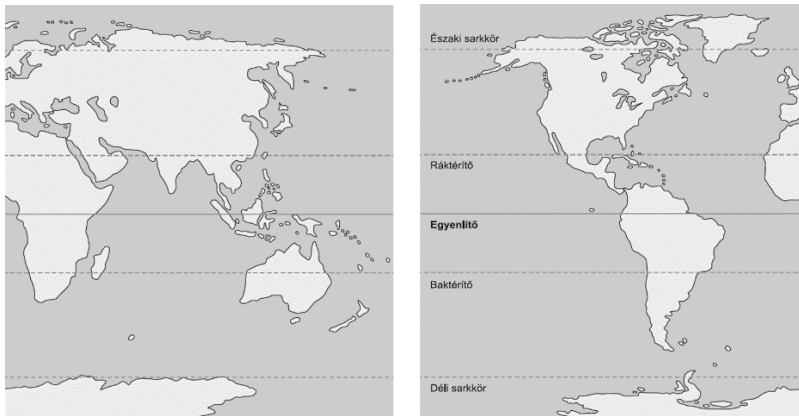 Északi sarkkör
Ráktérítő
Egyenlítő
Baktérítő
Déli sarkkör